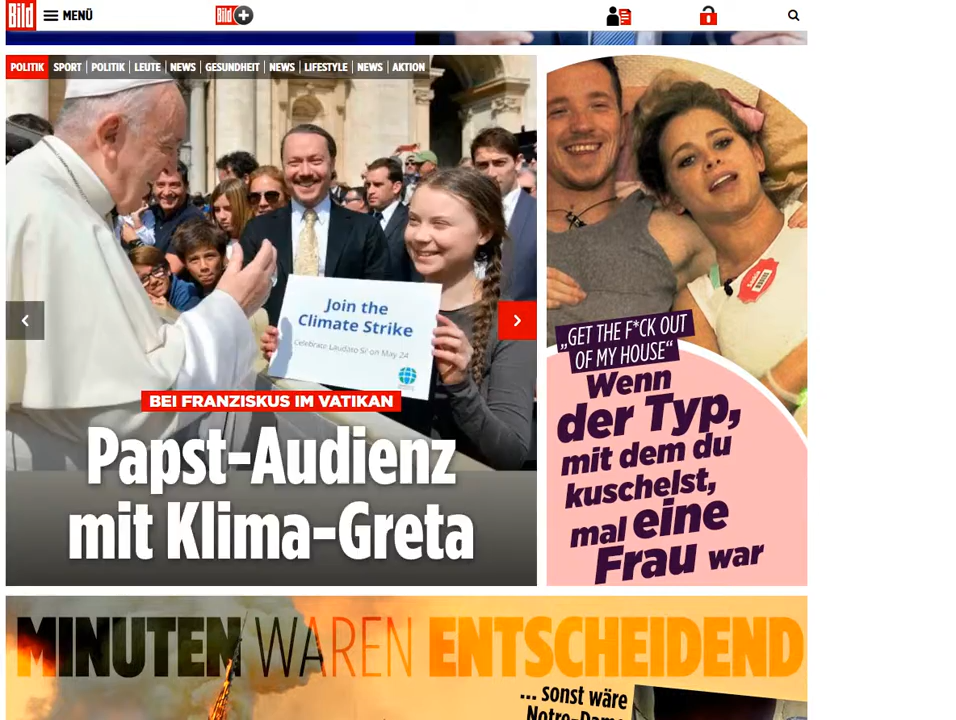 Bild
MENÜ
Bild
POLITIK
SPORT
POLITIK
LEUTE
NEWS
GESUNDHEIT
NEWS
LIFESTYLE
NEWS
AKTION
Join the
Climate Strike
Celebrate Laudato Si' on May 24
BEI FRANZISKUS IM VATIKAN
Papst-Audienz
mit Klima-Greta
„GET THE F*CK OUT
OF MY HOUSE“
Wenn
der Typ,
mit dem du
kuschelst,
mal eine
Frau war
MINUTEN WAREN ENTSCHEIDEND
... sonst wäre
Notre-Dame